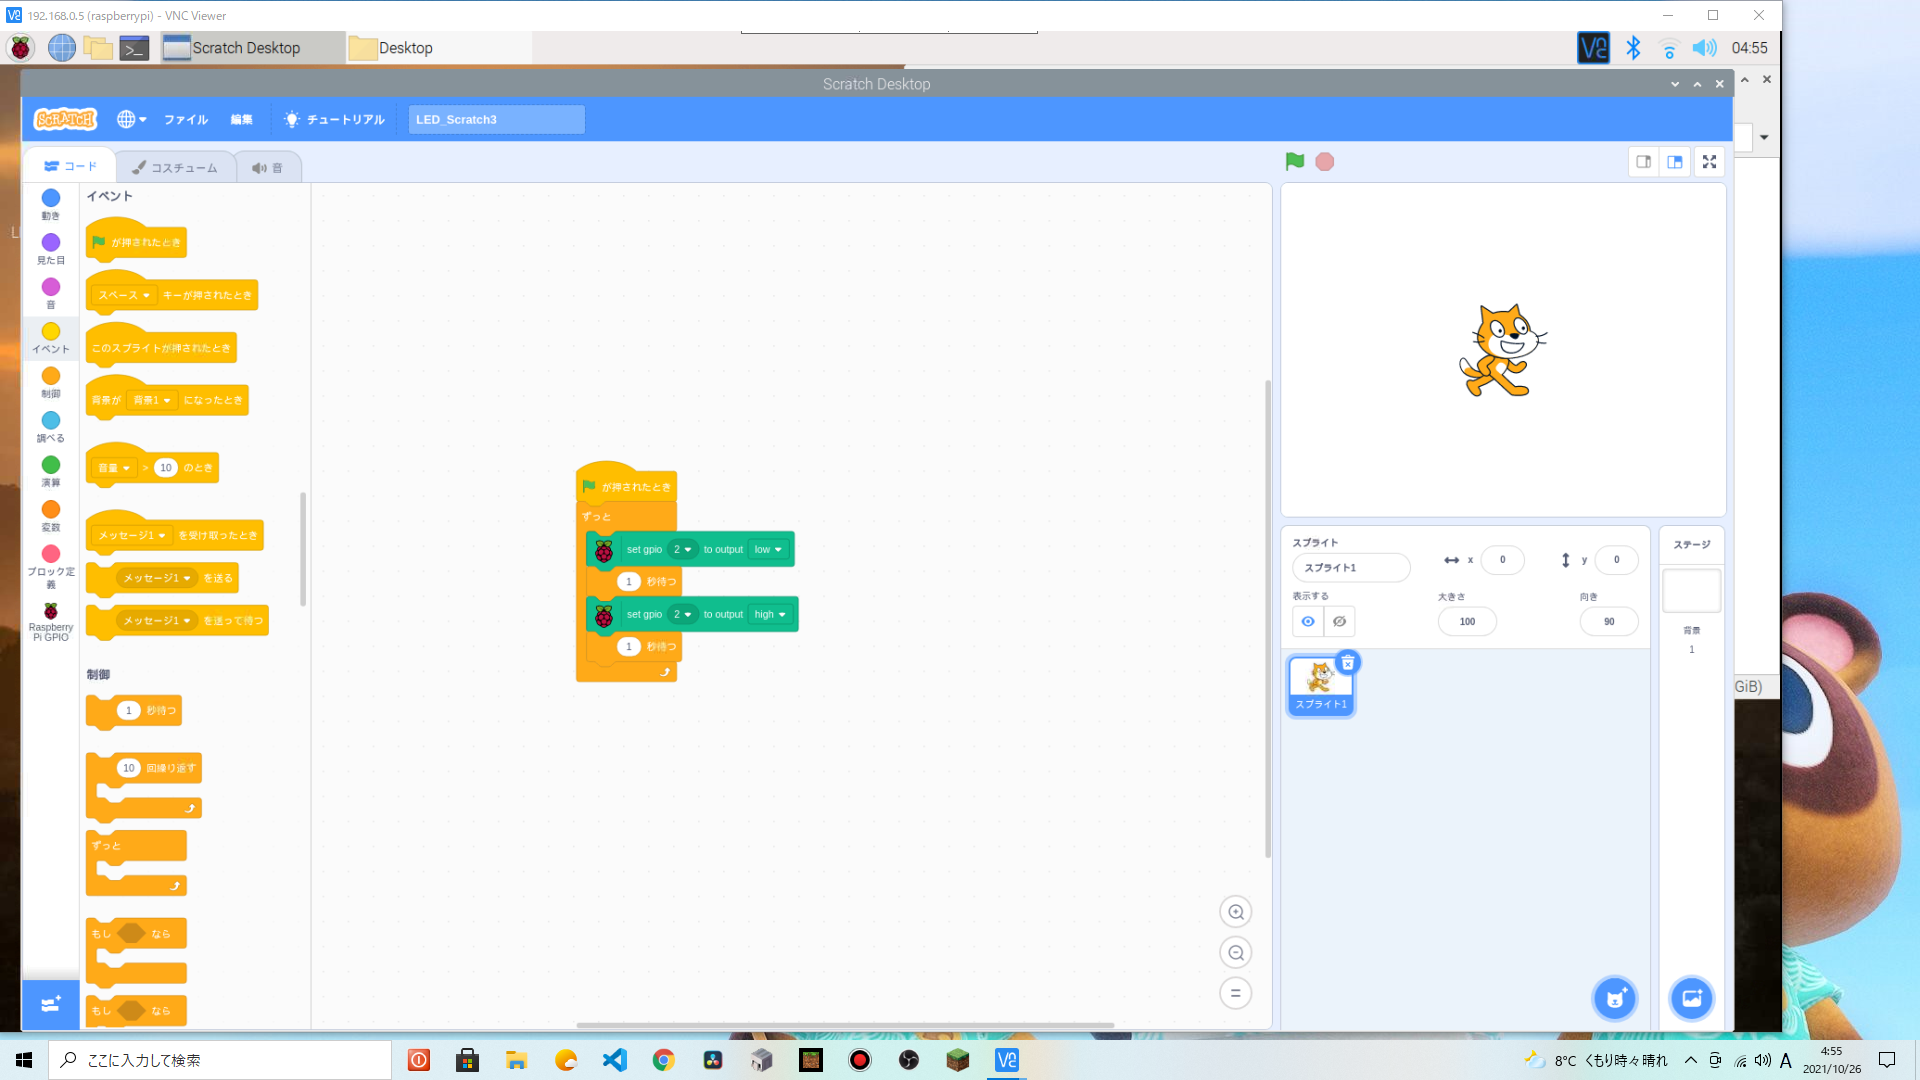 192.168.0.5 (raspberrypi) - VNC Viewer
Scratch Desktop
Desktop
04:55
Scratch Desktop
SCRATCH
ファイル
編集
チュートリアル
LED_Scratch3
コード
コスチューム
音
動き
見た目
音
イベント
制御
調べる
演算
変数
ブロック定義
Raspberry Pi GPIO
イベント
が押されたとき
スペース キーが押されたとき
このスプライトが押されたとき
背景が 背景1 になったとき
音量 > 10 のとき
メッセージ1 を受け取ったとき
メッセージ1 を送る
メッセージ1 を送って待つ
制御
1 秒待つ
10 回繰り返す
ずっと
もし なら
もし なら
が押されたとき
ずっと
set gpio 2 to output low
1 秒待つ
set gpio 2 to output high
1 秒待つ
スプライト
スプライト1
x 0
y 0
表示する
大きさ
100
向き
90
スプライト1
ステージ
背景
1
GiB)
ここに入力して検索
8°C くもり時々晴れ
A
4:55
2021/10/26